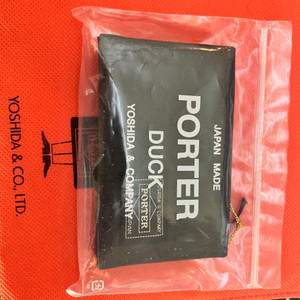 JAPAN MADE
PORTER
DUCK
YOSHIDA & COMPANY
PORTER
YOSHIDA & CO., LTD.